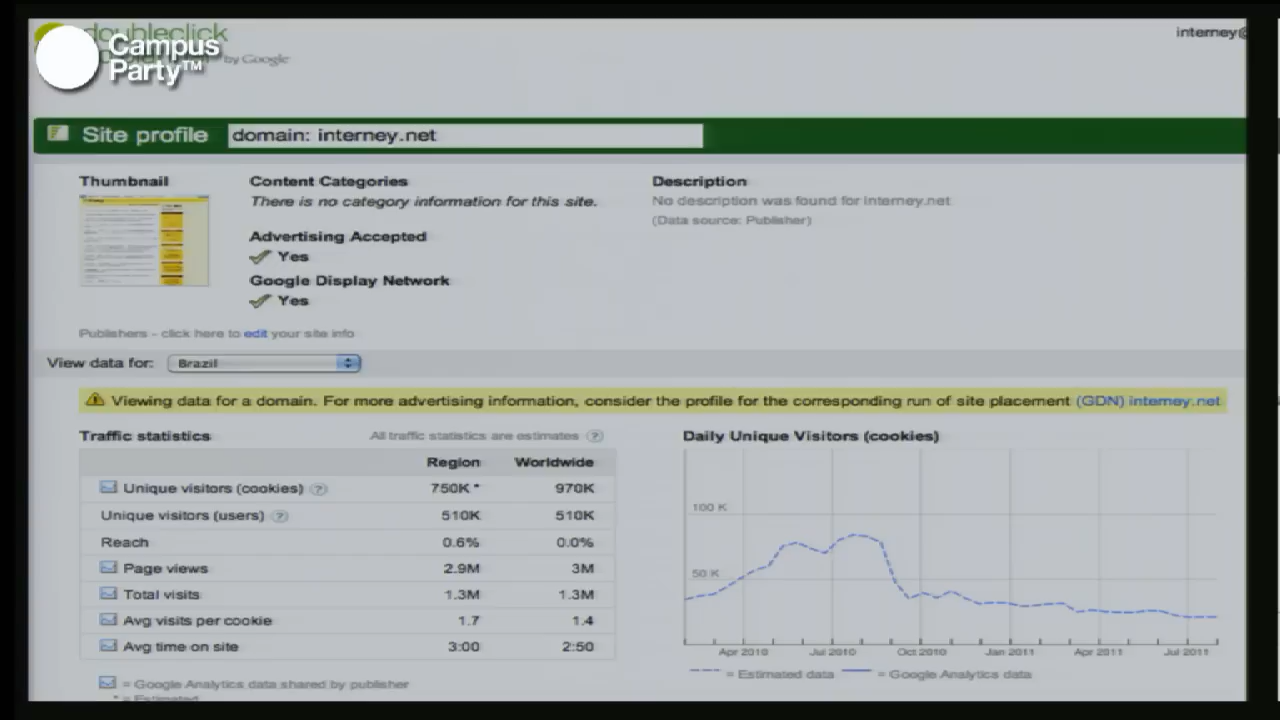 doubleclick
Campus
Party™
by Google
interney@
Site profile
domain: interney.net
Thumbnail
Content Categories
There is no category information for this site.
Advertising Accepted
Yes
Google Display Network
Yes
Description
No description was found for interney.net
(Data source: Publisher)
Publishers - click here to edit your site info
View data for: Brazil
Viewing data for a domain. For more advertising information, consider the profile for the corresponding run of site placement (GDN) interney.net
Traffic statistics All traffic statistics are estimates ?
Region Worldwide
Unique visitors (cookies) ? 750K * 970K
Unique visitors (users) ? 510K 510K
Reach 0.6% 0.0%
Page views 2.9M 3M
Total visits 1.3M 1.3M
Avg visits per cookie 1.7 1.4
Avg time on site 3:00 2:50
= Google Analytics data shared by publisher
* = Estimated
Daily Unique Visitors (cookies)
100 K
50 K
Apr 2010 Jul 2010 Oct 2010 Jan 2011 Apr 2011 Jul 2011
= Estimated data = Google Analytics data